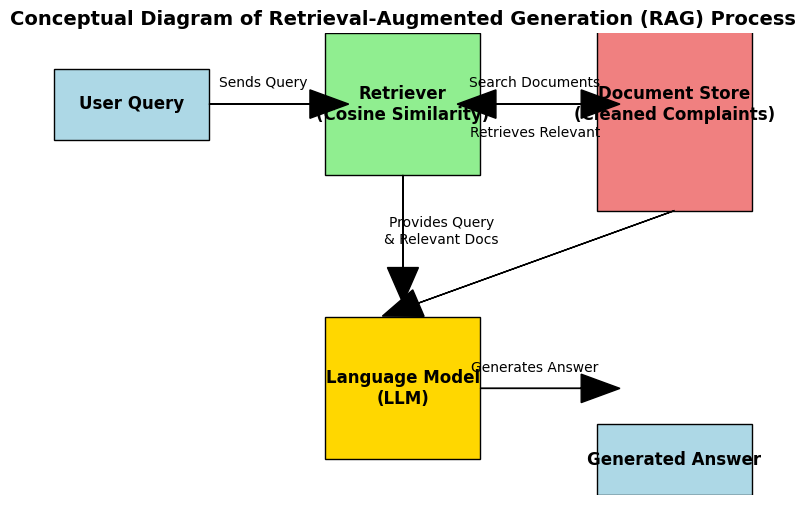 Conceptual Diagram of Retrieval-Augmented Generation (RAG) Process
User Query
Sends Query
Retriever
(Cosine Similarity)
Search Documents
Retrieves Relevant
Document Store
(Cleaned Complaints)
Provides Query
& Relevant Docs
Language Model
(LLM)
Generates Answer
Generated Answer